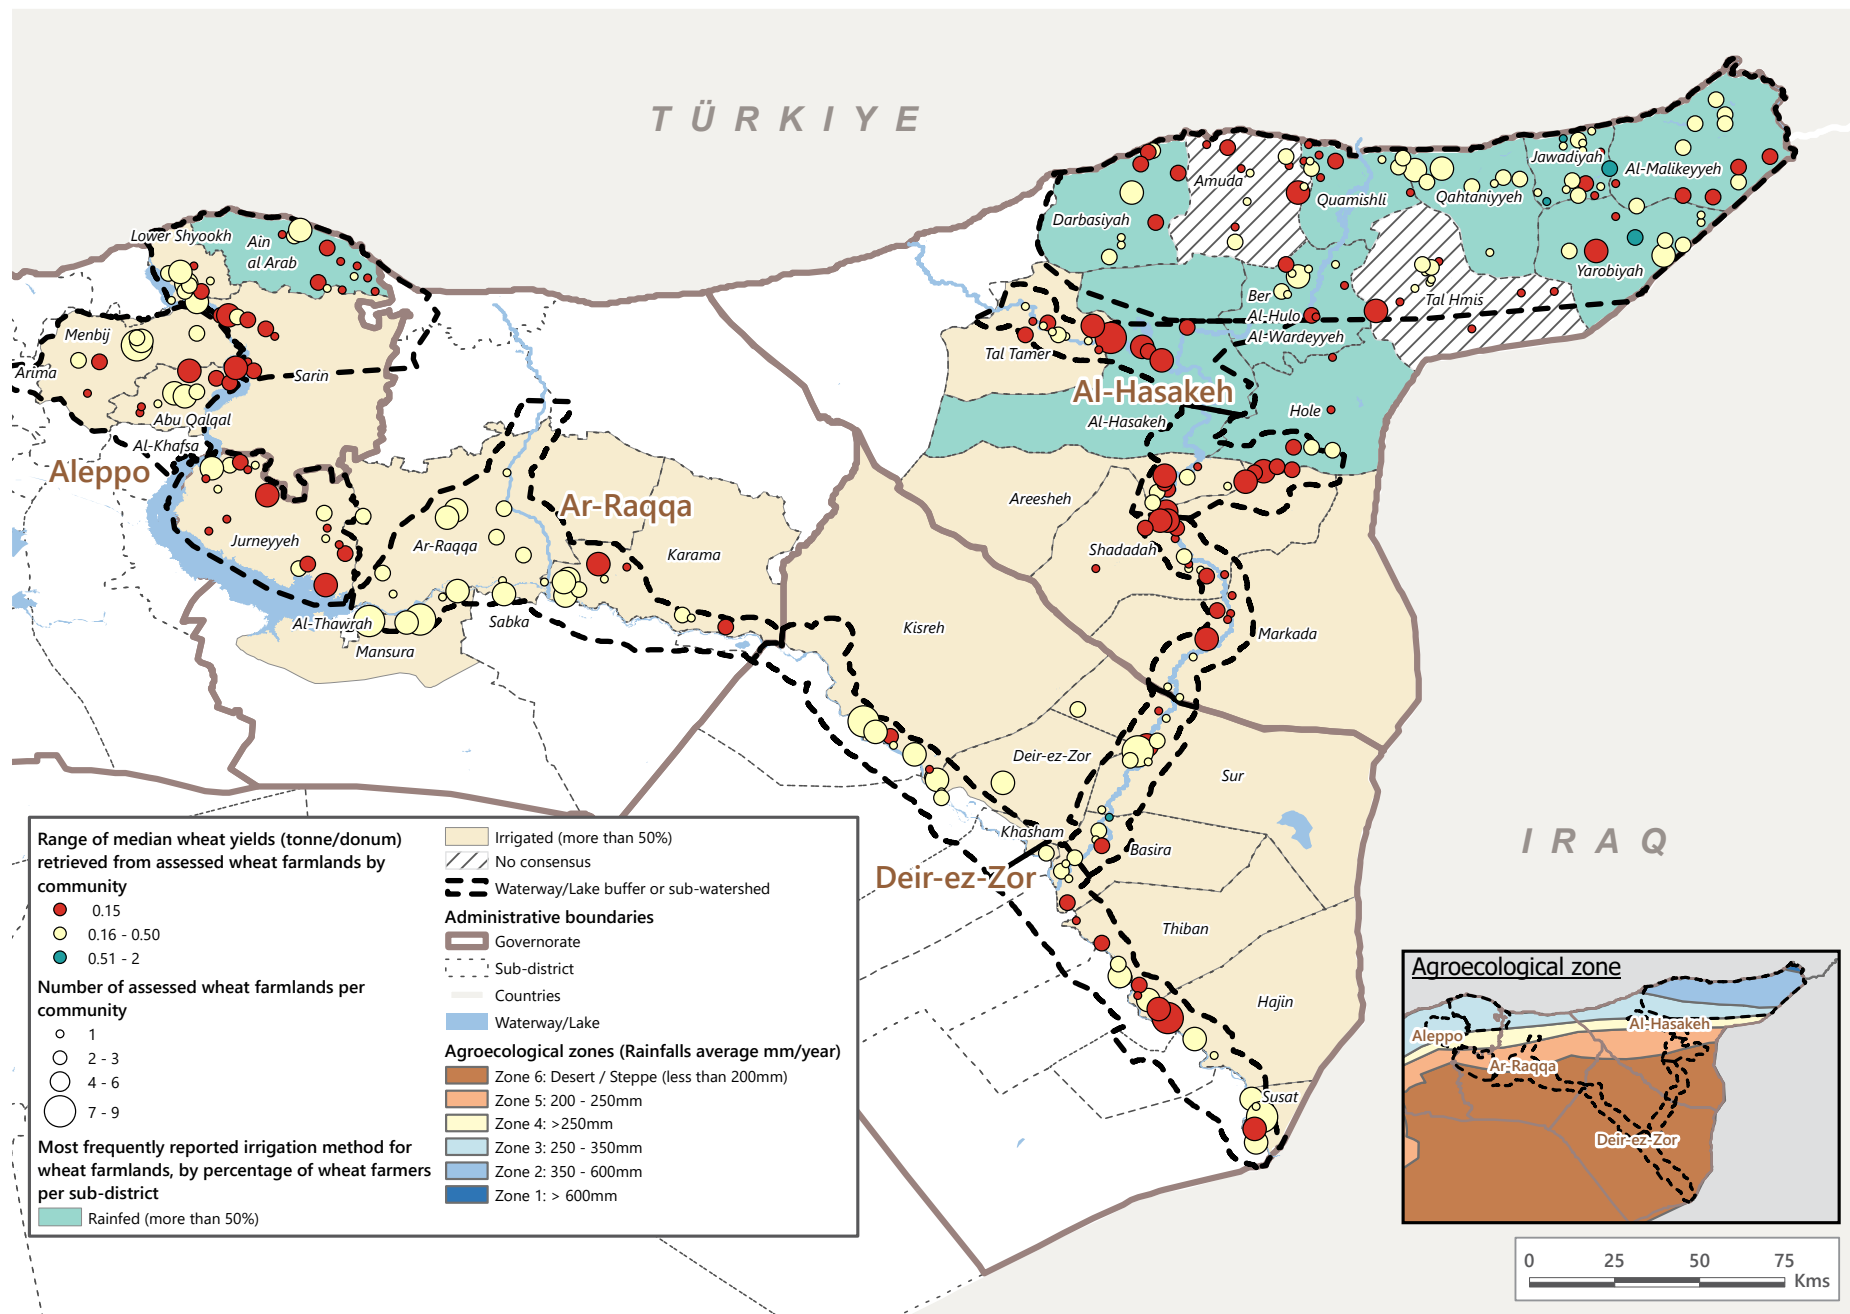 TÜRKIYE
Lower Shyookh
Ain
al Arab
Menbij
Arima
Sarin
Abu Qalqal
Al-Khafsa
Aleppo
Jurneyyeh
Ar-Raqqa
Ar-Raqqa
Karama
Al-Thawrah
Mansura
Sabka
Darbasiyah
Amuda
Quamishli
Qahtaniyyeh
Jawadiyah
Al-Malikeyyeh
Yarobiyah
Tal Hmis
Ber
Al-Hulo
Al-Wardeyyeh
Tal Tamer
Al-Hasakeh
Al-Hasakeh
Hole
Areesheh
Shadadah
Markada
Kisreh
Deir-ez-Zor
Sur
Khasham
Basira
Deir-ez-Zor
Thiban
Hajin
Susat
IRAQ
Range of median wheat yields (tonne/donum)
retrieved from assessed wheat farmlands by
community
0.15
0.16 - 0.50
0.51 - 2
Number of assessed wheat farmlands per
community
1
2 - 3
4 - 6
7 - 9
Most frequently reported irrigation method for
wheat farmlands, by percentage of wheat farmers
per sub-district
Rainfed (more than 50%)
Irrigated (more than 50%)
No consensus
Waterway/Lake buffer or sub-watershed
Administrative boundaries
Governorate
Sub-district
Countries
Waterway/Lake
Agroecological zones (Rainfalls average mm/year)
Zone 6: Desert / Steppe (less than 200mm)
Zone 5: 200 - 250mm
Zone 4: >250mm
Zone 3: 250 - 350mm
Zone 2: 350 - 600mm
Zone 1: > 600mm
Agroecological zone
Aleppo
Al-Hasakeh
Ar-Raqqa
Deir-ez-Zor
0 25 50 75
Kms